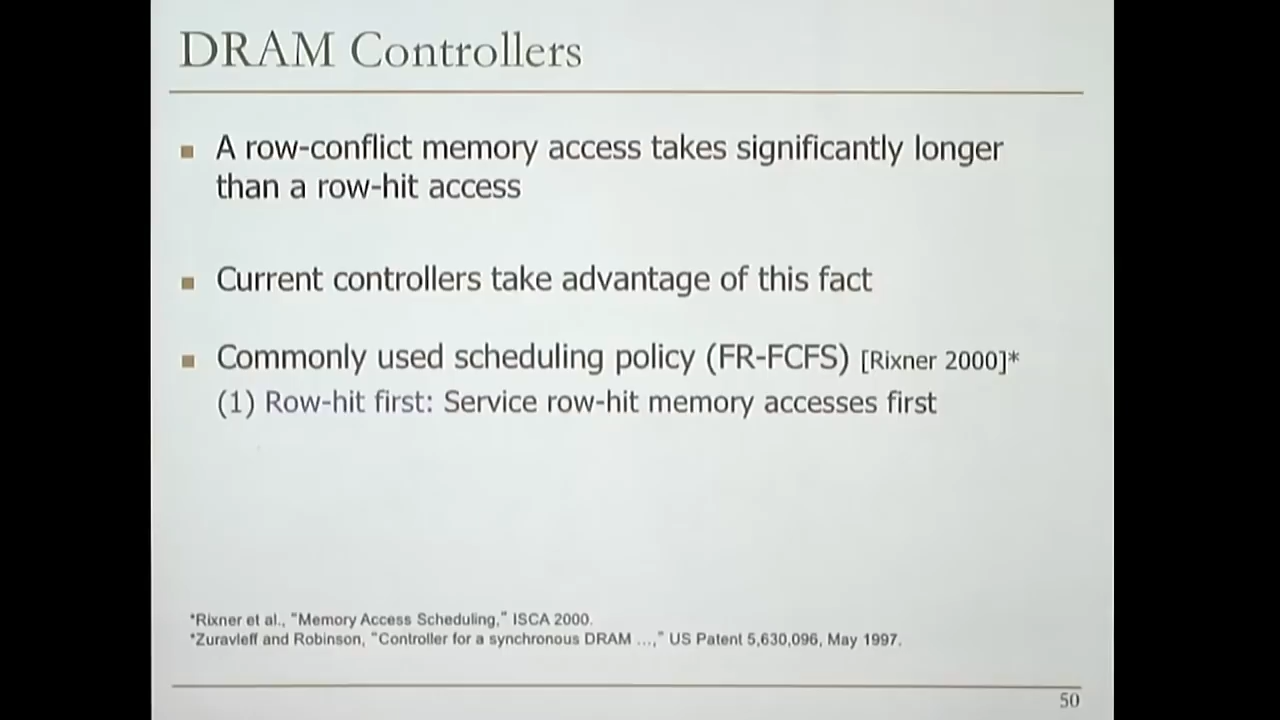 DRAM Controllers
A row-conflict memory access takes significantly longer
than a row-hit access
Current controllers take advantage of this fact
Commonly used scheduling policy (FR-FCFS) [Rixner 2000]*
(1) Row-hit first: Service row-hit memory accesses first
*Rixner et al., "Memory Access Scheduling," ISCA 2000.
*Zuravleff and Robinson, "Controller for a synchronous DRAM ...," US Patent 5,630,096, May 1997.
50